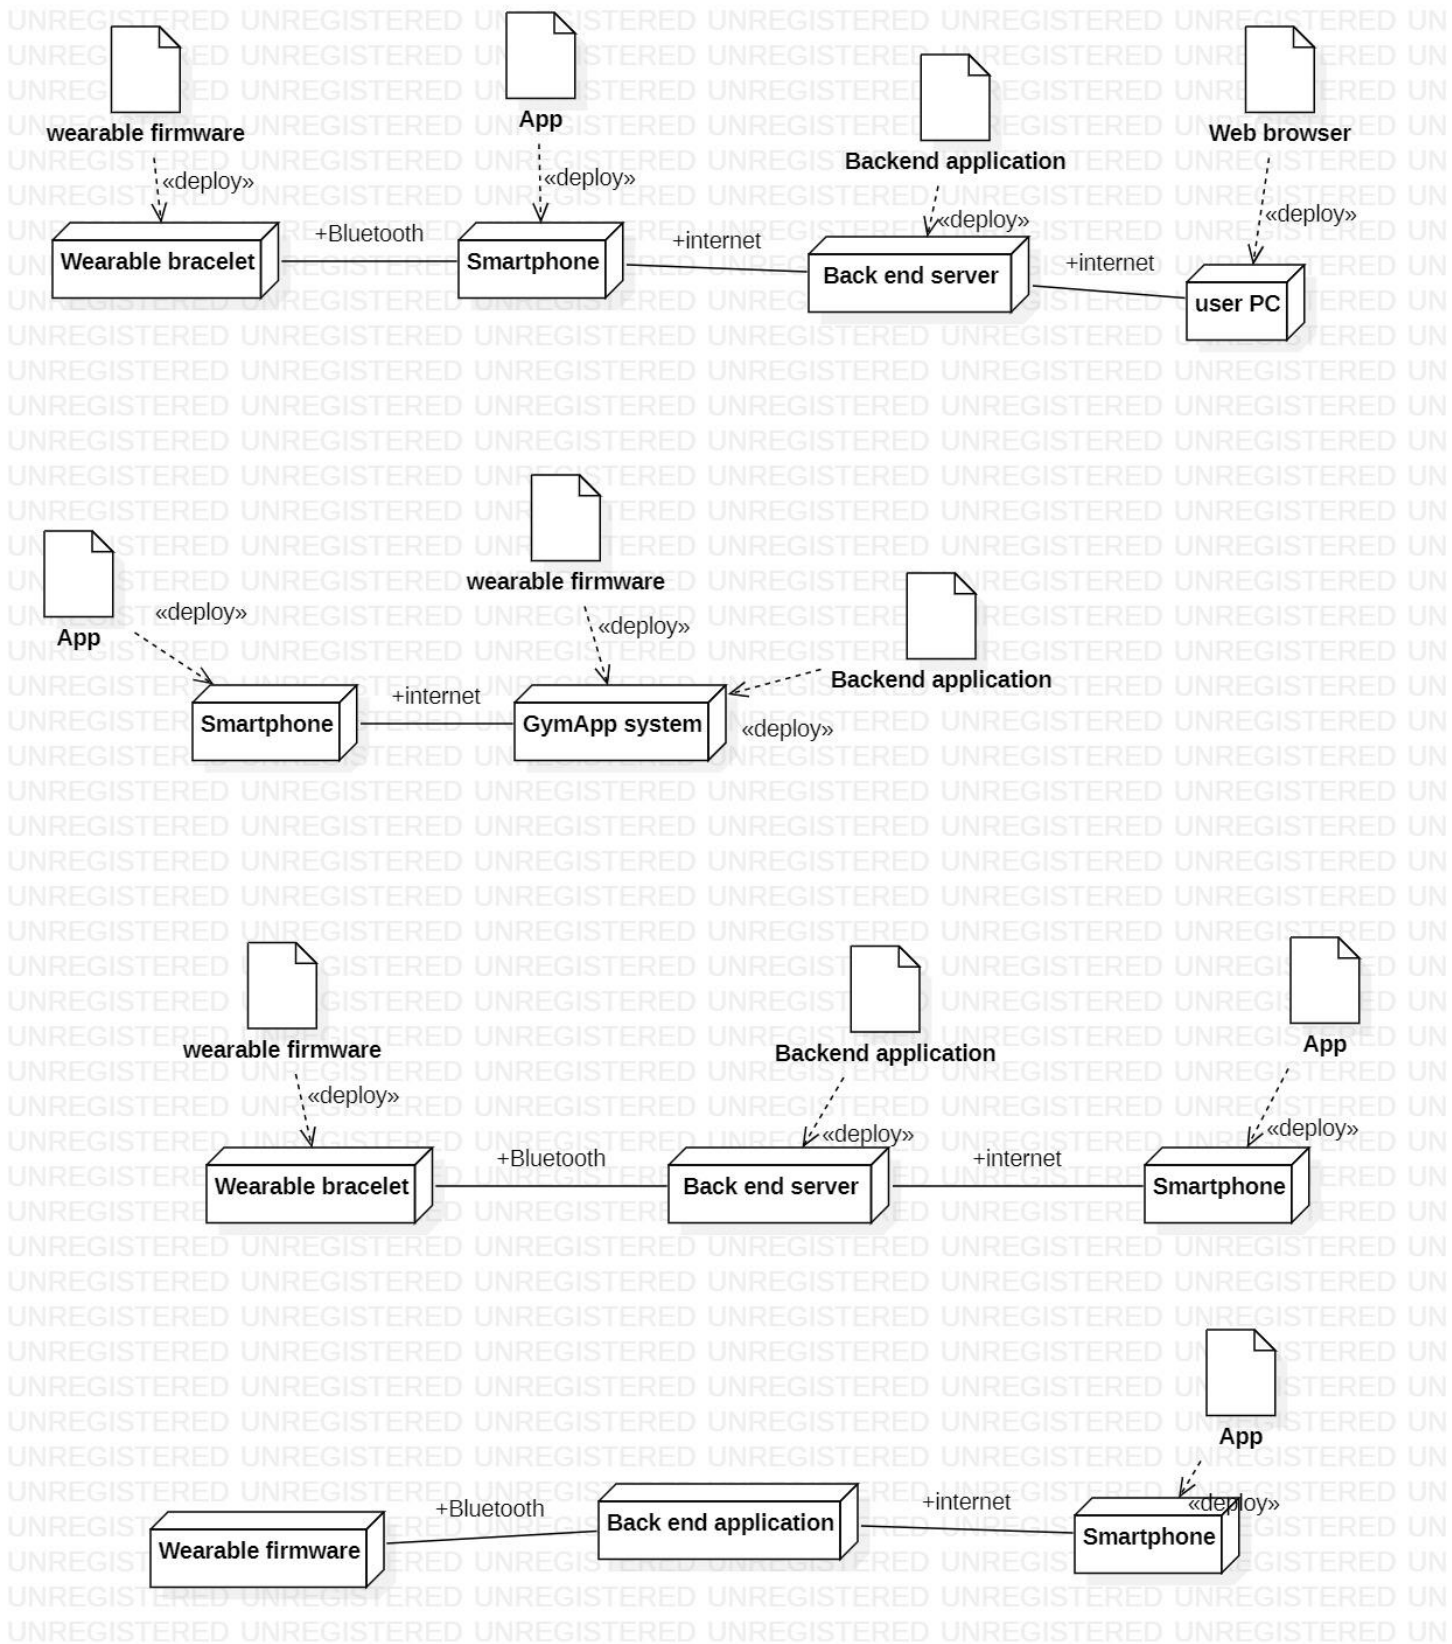 wearable firmware
App
Backend application
Web browser
«deploy»
«deploy»
«deploy»
«deploy»
Wearable bracelet
+Bluetooth
Smartphone
+internet
Back end server
+internet
user PC
App
wearable firmware
Backend application
«deploy»
«deploy»
«deploy»
Smartphone
+internet
GymApp system
wearable firmware
Backend application
App
«deploy»
«deploy»
«deploy»
Wearable bracelet
+Bluetooth
Back end server
+internet
Smartphone
App
«deploy»
Wearable firmware
+Bluetooth
Back end application
+internet
Smartphone
UNREGISTERED